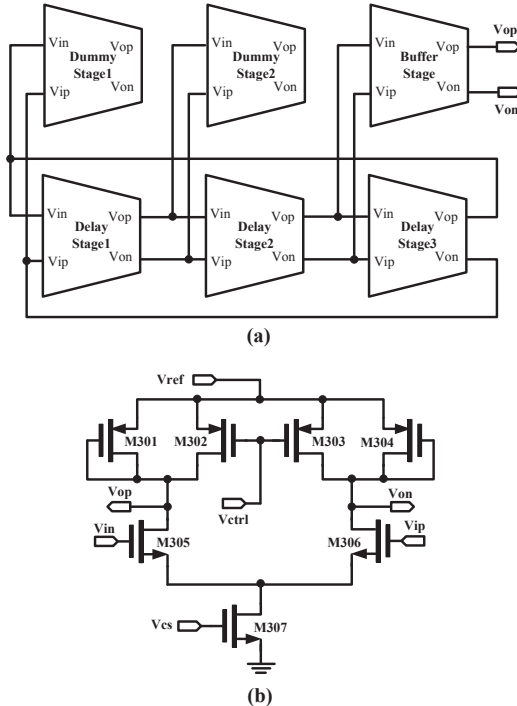 Vin
Vop
Dummy
Stage1
Von
Vip
Vin
Vop
Dummy
Stage2
Von
Vip
Vin
Vop
Buffer
Stage
Von
Vip
Vop
Von
Vin
Vop
Delay
Stage1
Vip
Von
Vin
Vop
Delay
Stage2
Vip
Von
Vin
Vop
Delay
Stage3
Vip
Von
(a)
Vref
M301
M302
M303
M304
Vop
Vctrl
Von
Vin
M305
M306
Vip
Vcs
M307
(b)